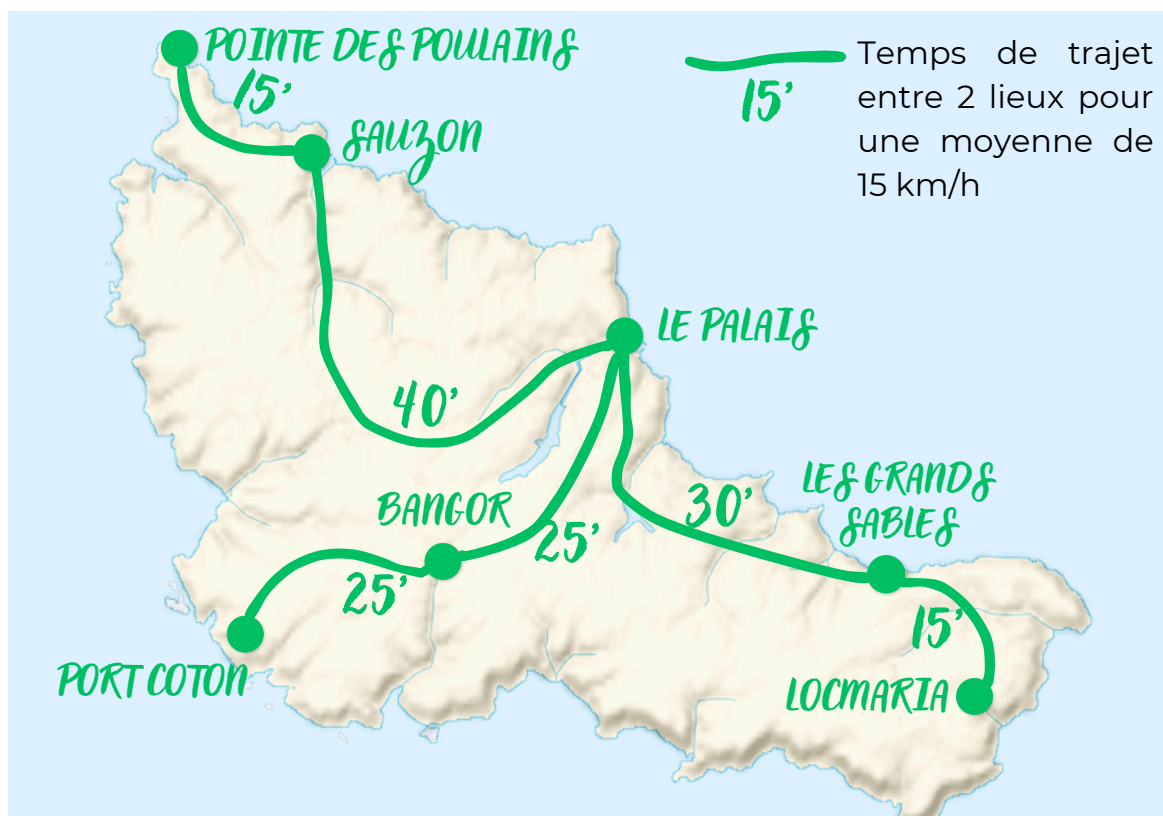 POINTE DES POULAINS
15'
SAUZON
15'
Temps de trajet
entre 2 lieux pour
une moyenne de
15 km/h
LE PALAIS
40'
BANGOR
25'
25'
PORT COTON
30'
LES GRANDS
SABLES
15'
LOCMARIA